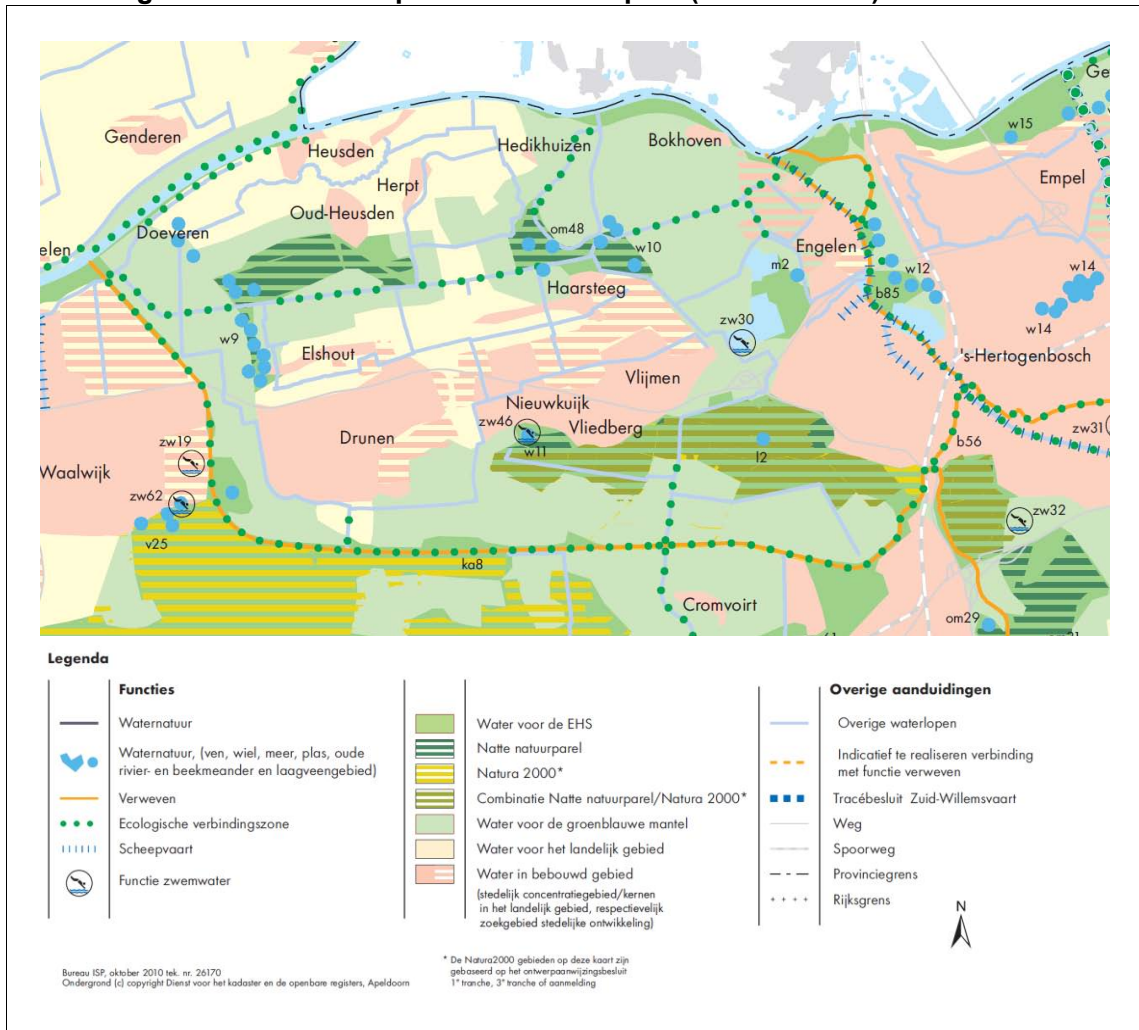 Genderen
Heusden
Hedikhuizen
Bokhoven
w15
Herpt
Empel
Oud-Heusden
Doeveren
om48
elen
w10
Engelen
m2
w12
w14
b85
Haarsteeg
w14
zw30
w9
Elshout
's-Hertogenbosch
Vlijmen
Nieuwkuijk
zw46
Vliedberg
Drunen
zw19
w11
l2
b56
zw31
Waalwijk
zw62
zw32
v25
ka8
Cromvoirt
om29
Legenda
Functies
Waternatuur
Waternatuur, (ven, wiel, meer, plas, oude
rivier- en beekmeander en laagveengebied)
Verweven
Ecologische verbindingszone
Scheepvaart
Functie zwemwater
Water voor de EHS
Natte natuurparel
Natura 2000*
Combinatie Natte natuurparel/Natura 2000*
Water voor de groenblauwe mantel
Water voor het landelijk gebied
Water in bebouwd gebied
(stedelijk concentratiegebied/kernen
in het landelijk gebied, respectievelijk
zoekgebied stedelijke ontwikkeling)
Overige aanduidingen
Overige waterlopen
Indicatief te realiseren verbinding
met functie verweven
Tracébesluit Zuid-Willemsvaart
Weg
Spoorweg
Provinciegrens
Rijksgrens
N
* De Natura2000 gebieden op deze kaart zijn
gebaseerd op het ontwerpaanwijzingsbesluit
1e tranche, 3e tranche of aanmelding
Bureau ISP, oktober 2010 tek. nr. 26170
Ondergrond (c) copyright Dienst voor het kadaster en de openbare registers, Apeldoorn